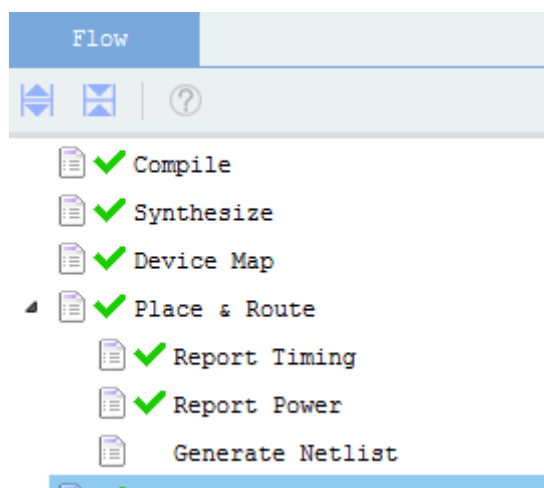 Flow
Compile
Synthesize
Device Map
Place & Route
Report Timing
Report Power
Generate Netlist